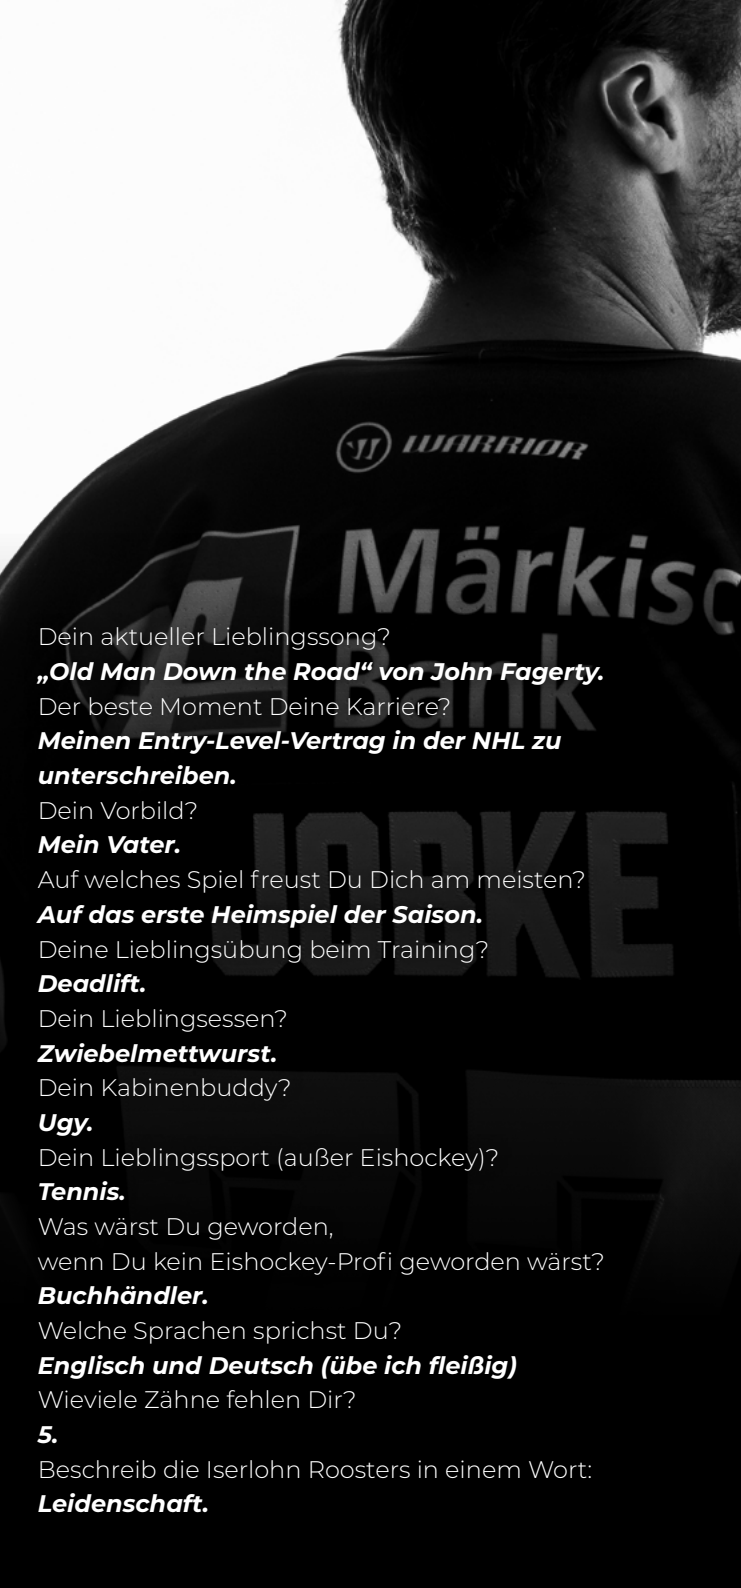 WARRIOR
Märkisc
Bank
JOBKE
77
Dein aktueller Lieblingssong?
„Old Man Down the Road“ von John Fagerty.
Der beste Moment Deine Karriere?
Meinen Entry-Level-Vertrag in der NHL zu
unterschreiben.
Dein Vorbild?
Mein Vater.
Auf welches Spiel freust Du Dich am meisten?
Auf das erste Heimspiel der Saison.
Deine Lieblingsübung beim Training?
Deadlift.
Dein Lieblingsessen?
Zwiebelmettwurst.
Dein Kabinenbuddy?
Ugy.
Dein Lieblingssport (außer Eishockey)?
Tennis.
Was wärst Du geworden,
wenn Du kein Eishockey-Profi geworden wärst?
Buchhändler.
Welche Sprachen sprichst Du?
Englisch und Deutsch (übe ich fleißig)
Wieviele Zähne fehlen Dir?
5.
Beschreib die Iserlohn Roosters in einem Wort:
Leidenschaft.